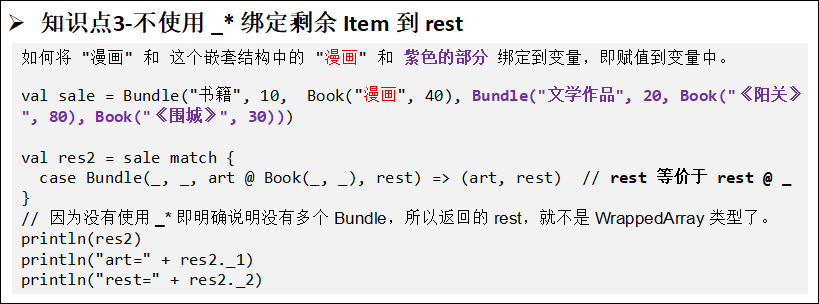 ➢ 知识点3-不使用 _* 绑定剩余 Item 到 rest
如何将 "漫画" 和 这个嵌套结构中的 "漫画" 和 紫色的部分 绑定到变量，即赋值到变量中。
val sale = Bundle("书籍", 10,  Book("漫画", 40), Bundle("文学作品", 20, Book("《阳关》
", 80), Book("《围城》", 30)))
val res2 = sale match {
  case Bundle(_, _, art @ Book(_, _), rest) => (art, rest)  // rest 等价于 rest @ _
}
// 因为没有使用 _* 即明确说明没有多个 Bundle，所以返回的 rest，就不是 WrappedArray 类型了。
println(res2)
println("art=" + res2._1)
println("rest=" + res2._2)